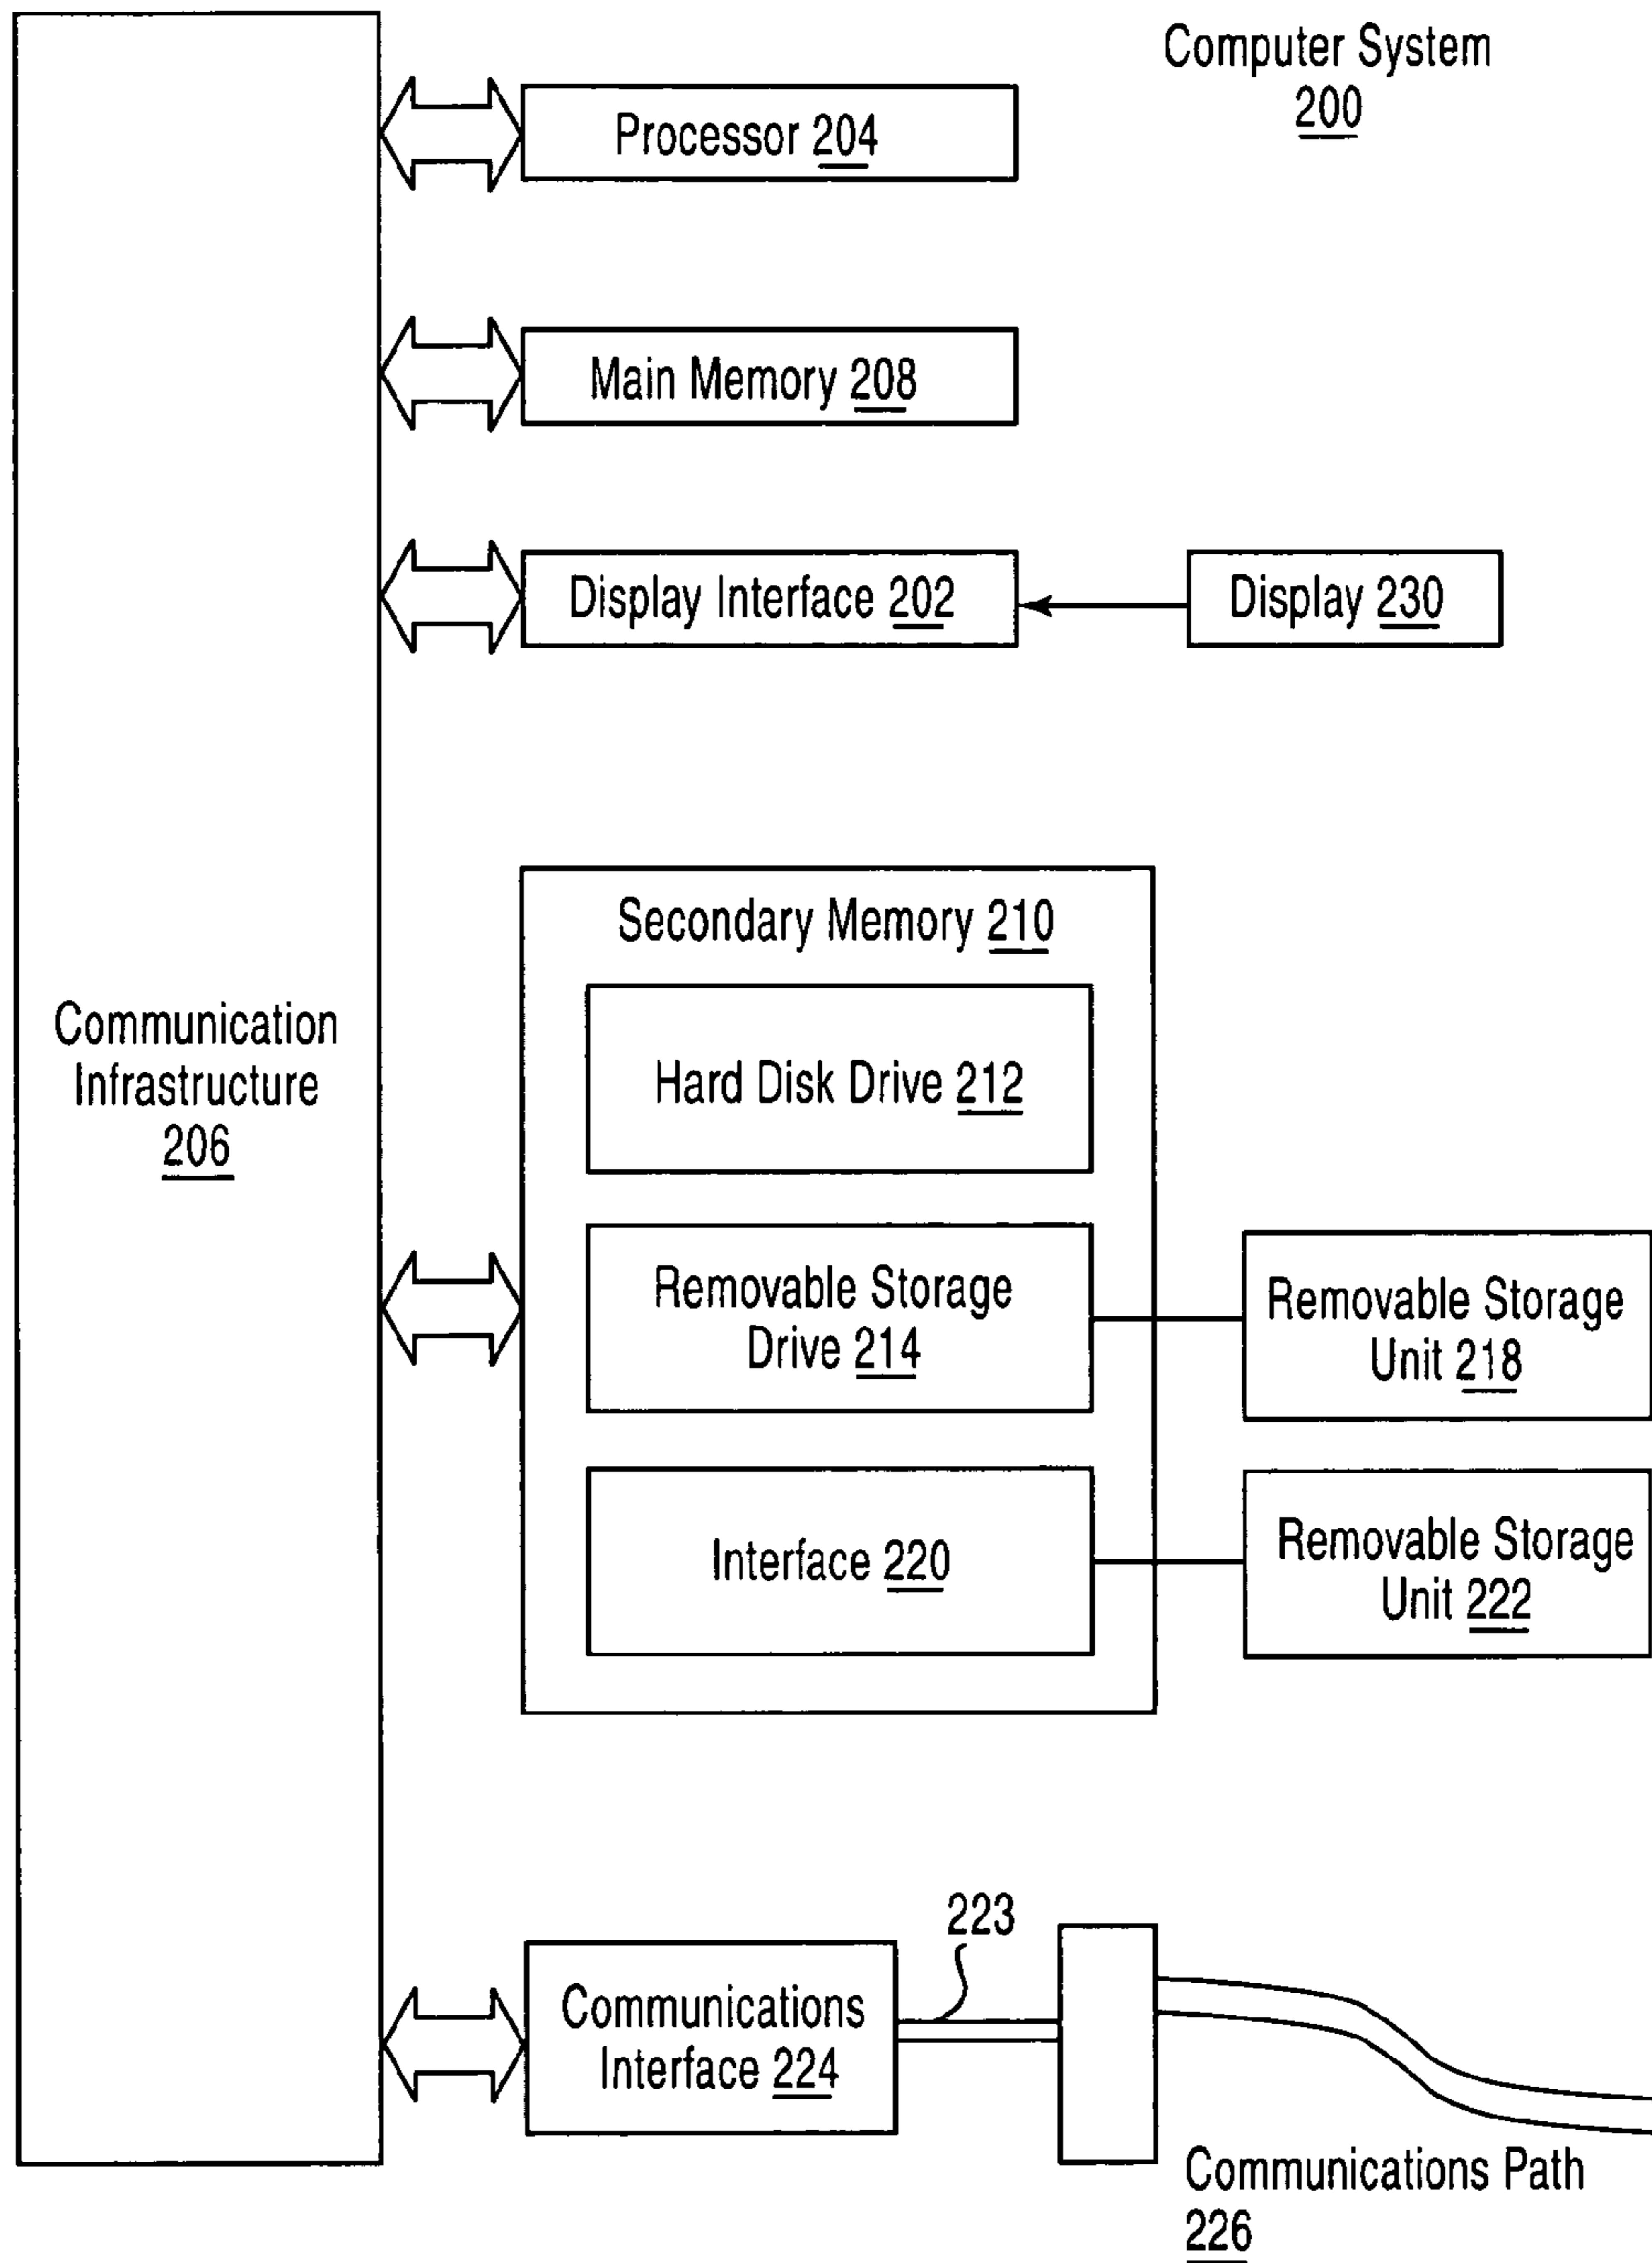 Computer System
200
Processor 204
Main Memory 208
Display Interface 202
Display 230
Secondary Memory 210
Hard Disk Drive 212
Communication
Infrastructure
206
Removable Storage
Drive 214
Removable Storage
Unit 218
Interface 220
Removable Storage
Unit 222
223
Communications
Interface 224
Communications Path
226